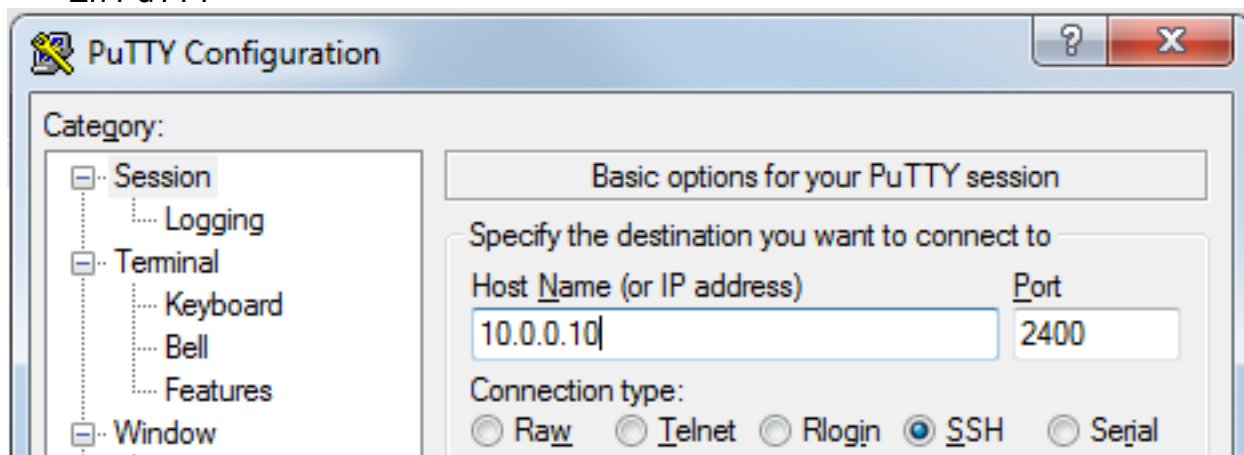 PuTTY Configuration
Category:
Session
Logging
Terminal
Keyboard
Bell
Features
Window
Basic options for your PuTTY session
Specify the destination you want to connect to
Host Name (or IP address) Port
10.0.0.10 2400
Connection type:
Raw Telnet Rlogin SSH Serial